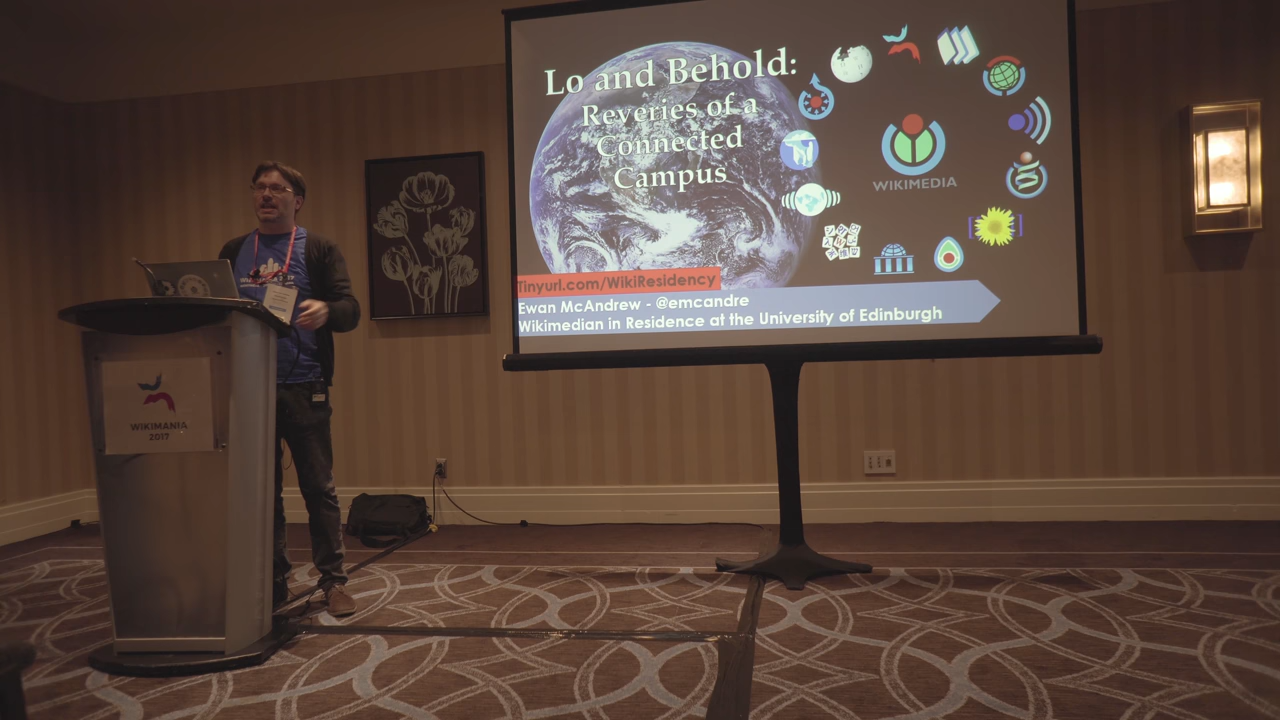 Lo and Behold:
Reveries of a
Connected
Campus
WIKIMEDIA
Tinyurl.com/WikiResidency
Ewan McAndrew - @emcandre
Wikimedian in Residence at the University of Edinburgh
WIKIMANIA
2017